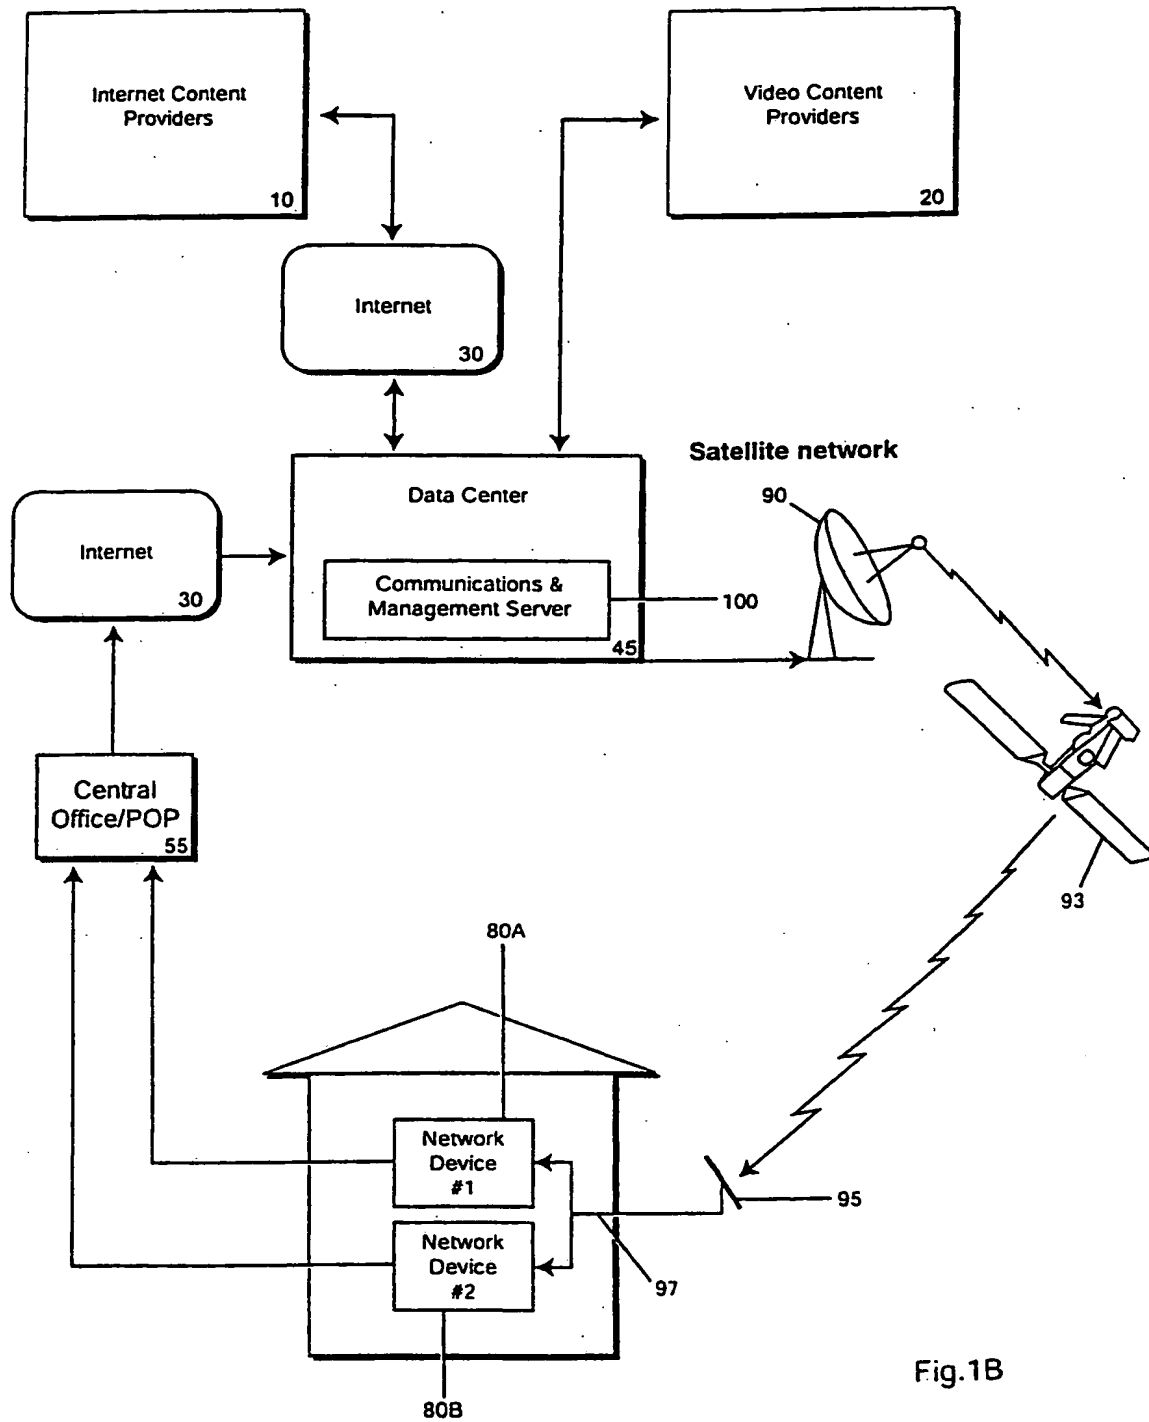 Internet Content
Providers
10
Video Content
Providers
20
Internet
30
Satellite network
90
Data Center
Communications &
Management Server
100
45
Internet
30
Central
Office/POP
55
93
80A
Network
Device
#1
95
Network
Device
#2
97
80B
Fig.1B